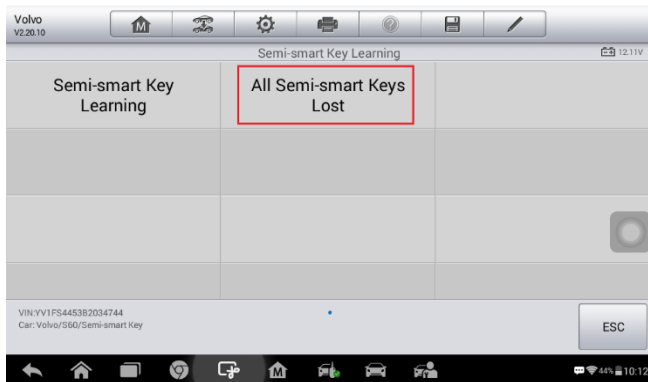 Volvo
V2.20.10
Semi-smart Key Learning
12.11V
Semi-smart Key
Learning
All Semi-smart Keys
Lost
VIN:YV1FS4453B2034744
Car: Volvo/S60/Semi-smart Key
ESC
44%
10:12